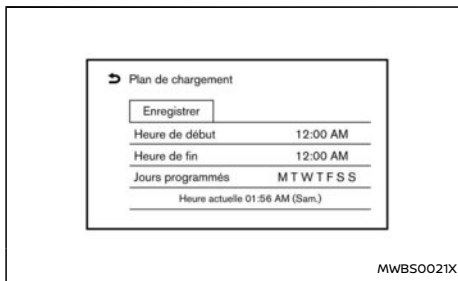 Plan de chargement
Enregistrer
Heure de début 12:00 AM
Heure de fin 12:00 AM
Jours programmés M T W T F S S
Heure actuelle 01:56 AM (Sam.)
MWBS0021X